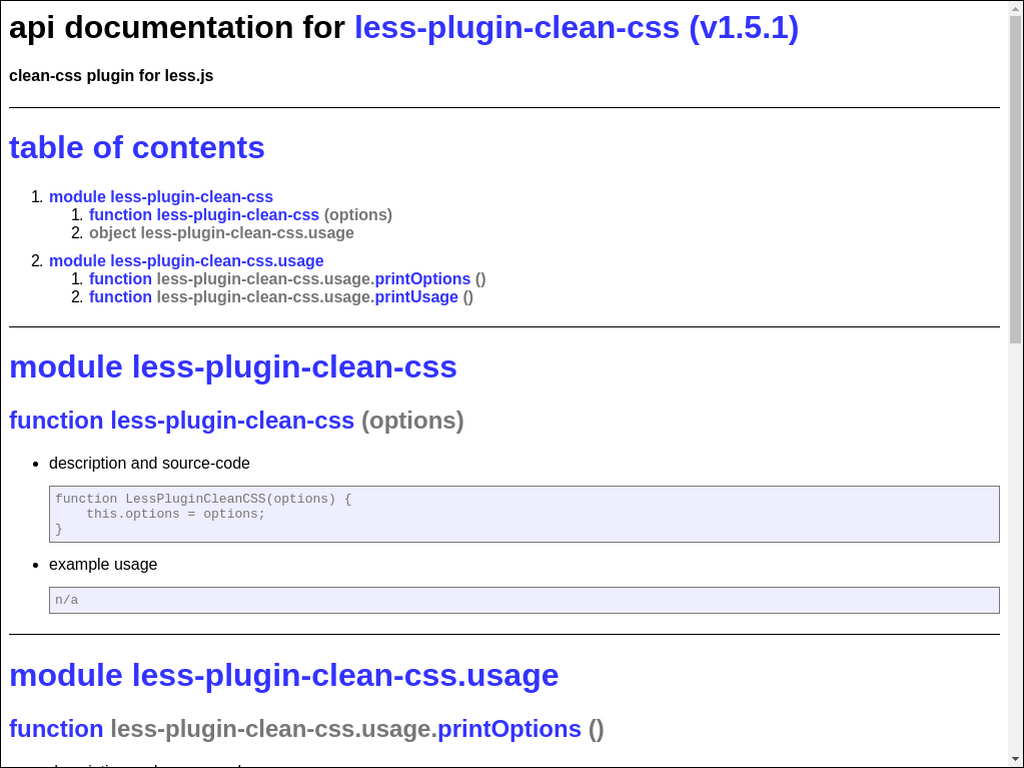 api documentation for less-plugin-clean-css (v1.5.1)
clean-css plugin for less.js
table of contents
1. module less-plugin-clean-css
1. function less-plugin-clean-css (options)
2. object less-plugin-clean-css.usage
2. module less-plugin-clean-css.usage
1. function less-plugin-clean-css.usage.printOptions ()
2. function less-plugin-clean-css.usage.printUsage ()
module less-plugin-clean-css
function less-plugin-clean-css (options)
• description and source-code
function LessPluginCleanCSS(options) {
    this.options = options;
}
• example usage
n/a
module less-plugin-clean-css.usage
function less-plugin-clean-css.usage.printOptions ()